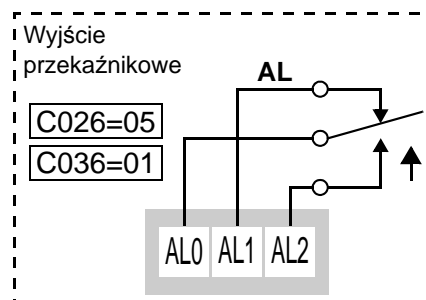 Wyjście
przekaźnikowe
AL
C026=05
C036=01
AL0 AL1 AL2